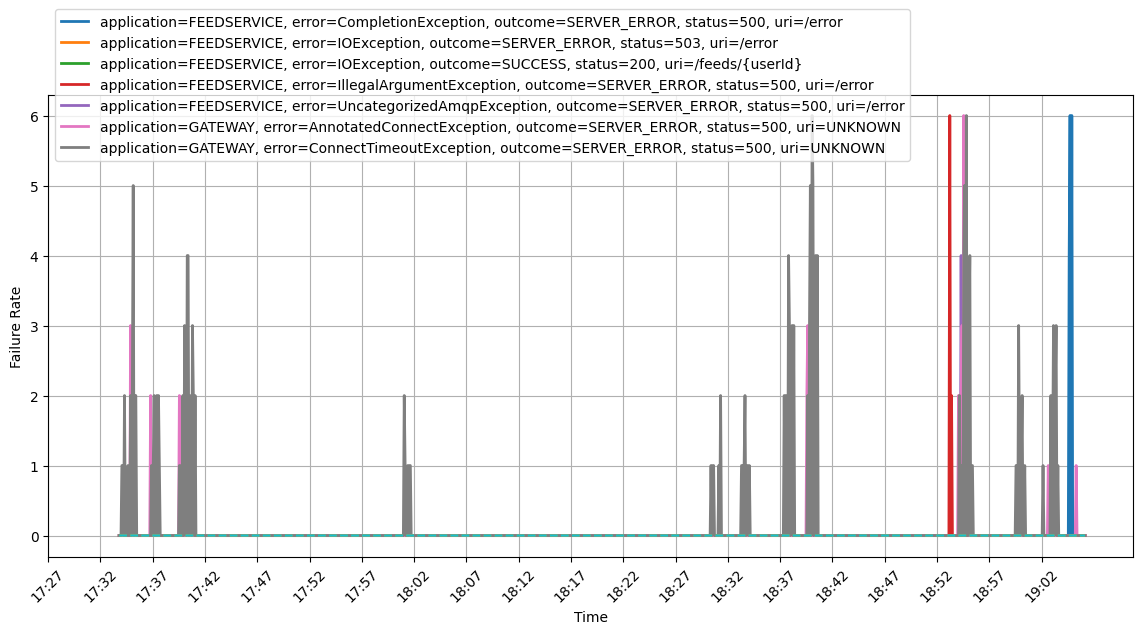 application=FEEDSERVICE, error=CompletionException, outcome=SERVER_ERROR, status=500, uri=/error
application=FEEDSERVICE, error=IOException, outcome=SERVER_ERROR, status=503, uri=/error
application=FEEDSERVICE, error=IOException, outcome=SUCCESS, status=200, uri=/feeds/{userId}
application=FEEDSERVICE, error=IllegalArgumentException, outcome=SERVER_ERROR, status=500, uri=/error
application=FEEDSERVICE, error=UncategorizedAmqpException, outcome=SERVER_ERROR, status=500, uri=/error
application=GATEWAY, error=AnnotatedConnectException, outcome=SERVER_ERROR, status=500, uri=UNKNOWN
application=GATEWAY, error=ConnectTimeoutException, outcome=SERVER_ERROR, status=500, uri=UNKNOWN
6
5
4
3
2
1
0
Failure Rate
17:27 17:32 17:37 17:42 17:47 17:52 17:57 18:02 18:07 18:12 18:17 18:22 18:27 18:32 18:37 18:42 18:47 18:52 18:57 19:02
Time